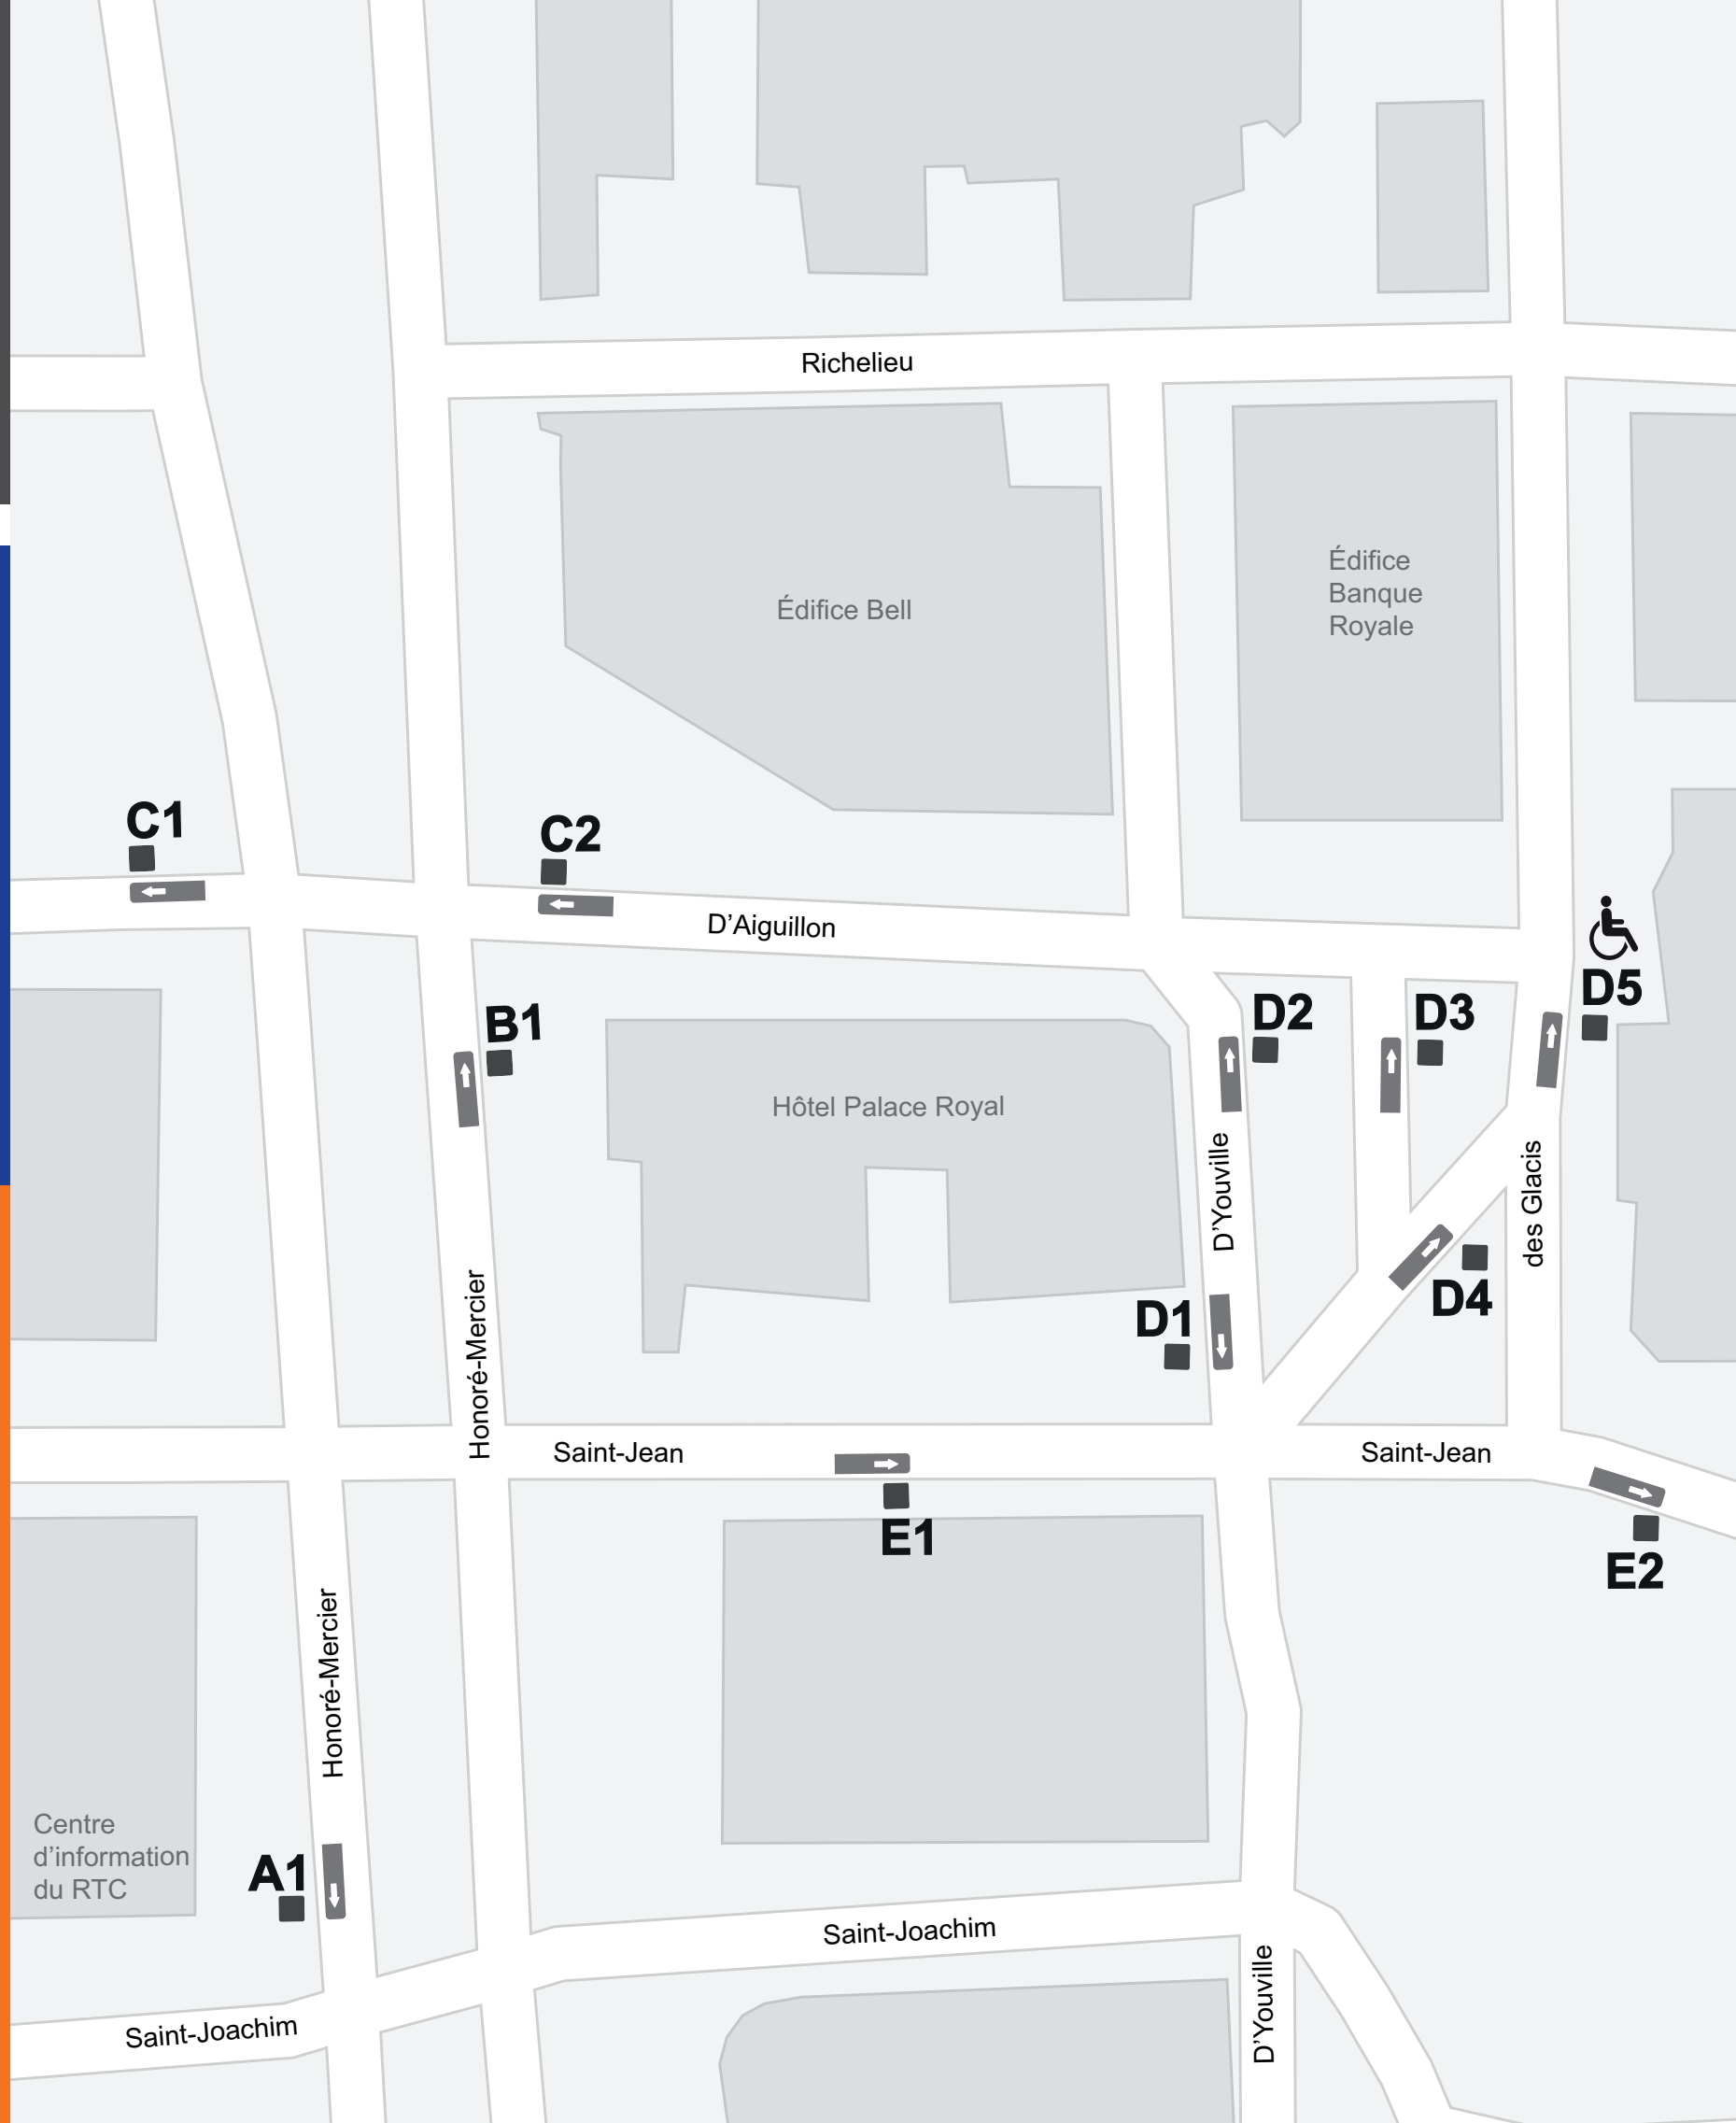 Richelieu
Édifice Bell
Édifice
Banque
Royale
C1
C2
D'Aiguillon
D5
B1
D2
D3
Hôtel Palace Royal
D'Youville
des Glacis
D4
D1
Honoré-Mercier
Saint-Jean
Saint-Jean
E1
E2
Honoré-Mercier
Centre
d'information
du RTC
A1
Saint-Joachim
D'Youville
Saint-Joachim